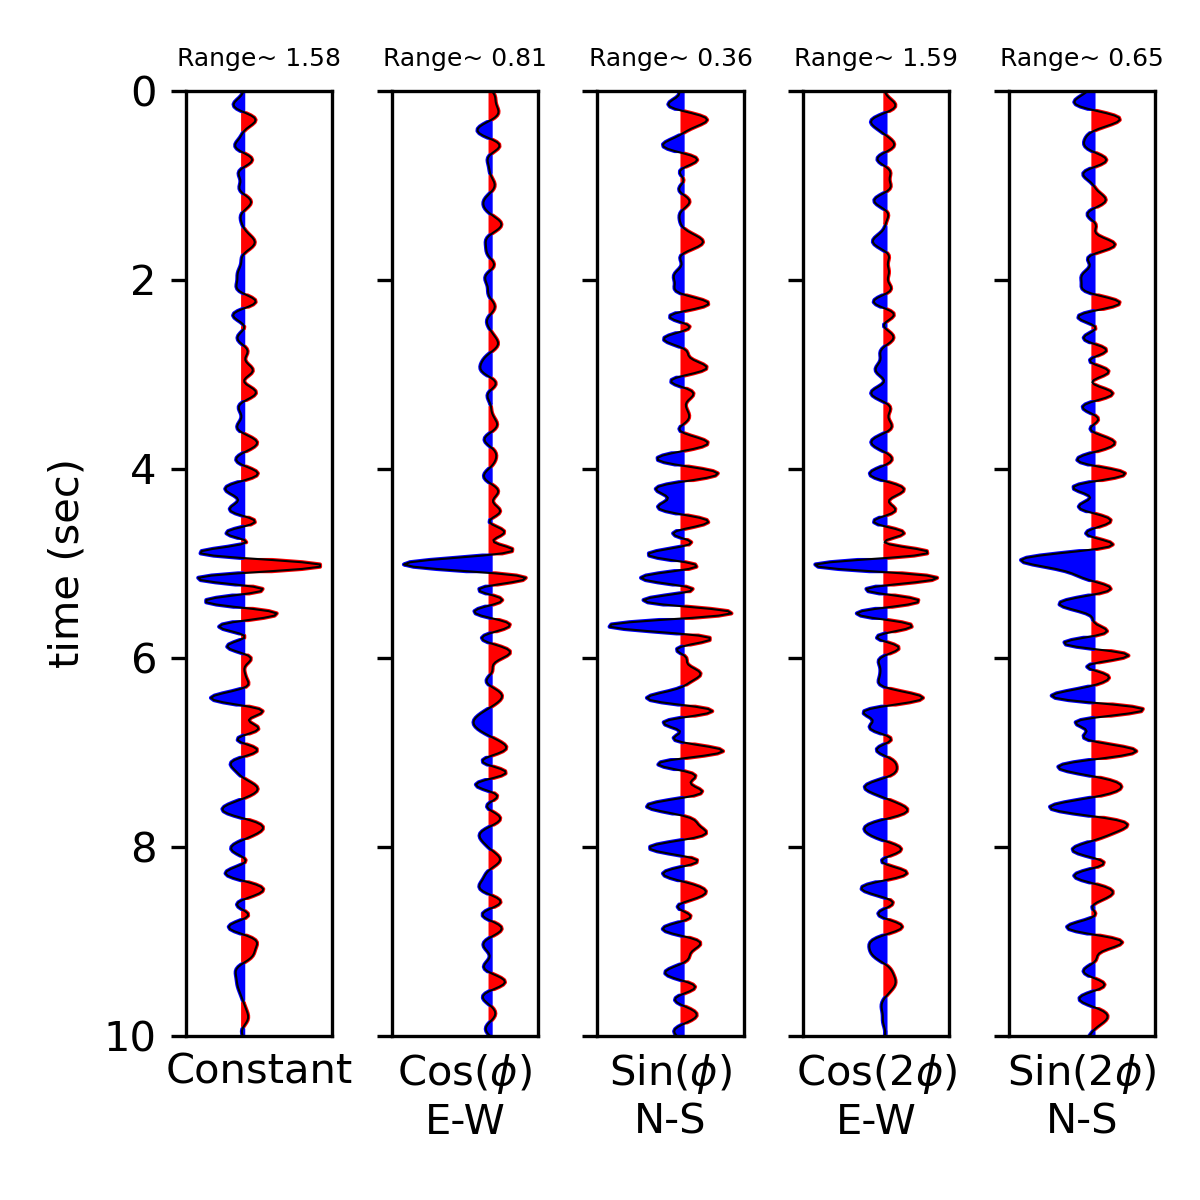 Range~ 1.58 Range~ 0.81 Range~ 0.36 Range~ 1.59 Range~ 0.65
0
2
4
6
8
10
time (sec)
Constant Cos(ϕ) Sin(ϕ) Cos(2ϕ) Sin(2ϕ)
E-W N-S E-W N-S